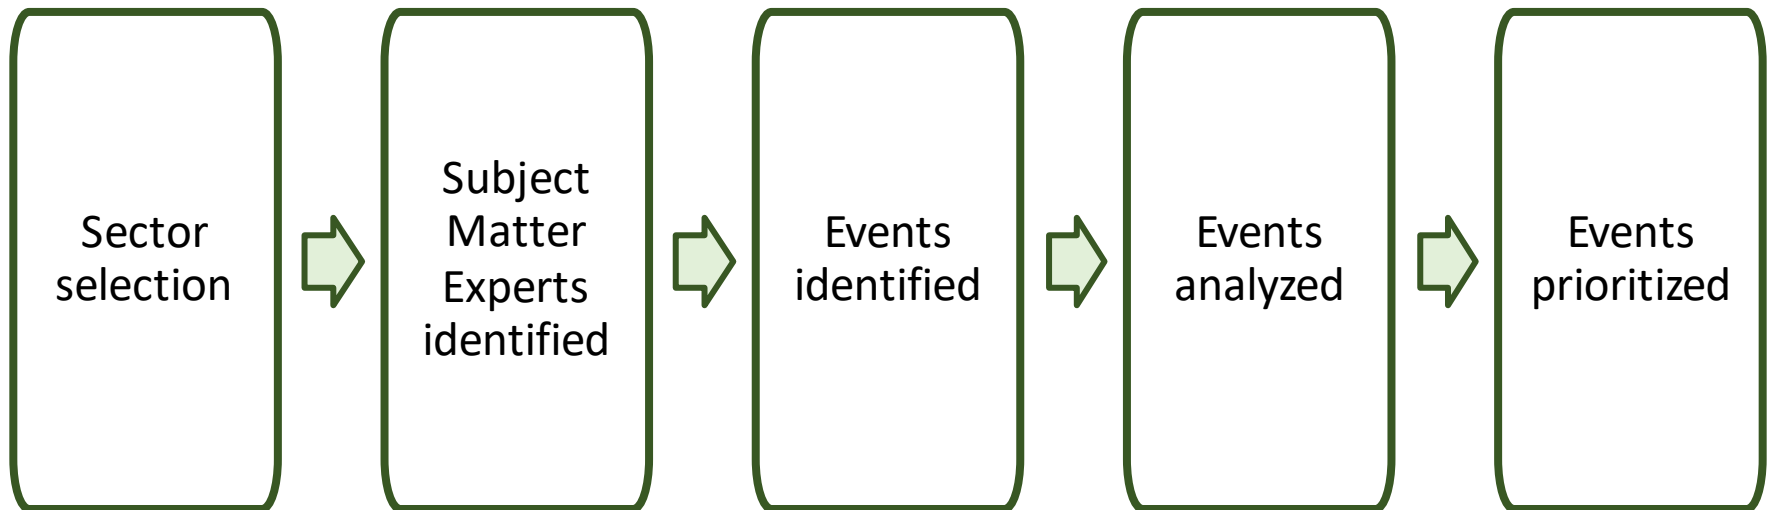 Sector
selection
Subject
Matter
Experts
identified
Events
identified
Events
analyzed
Events
prioritized